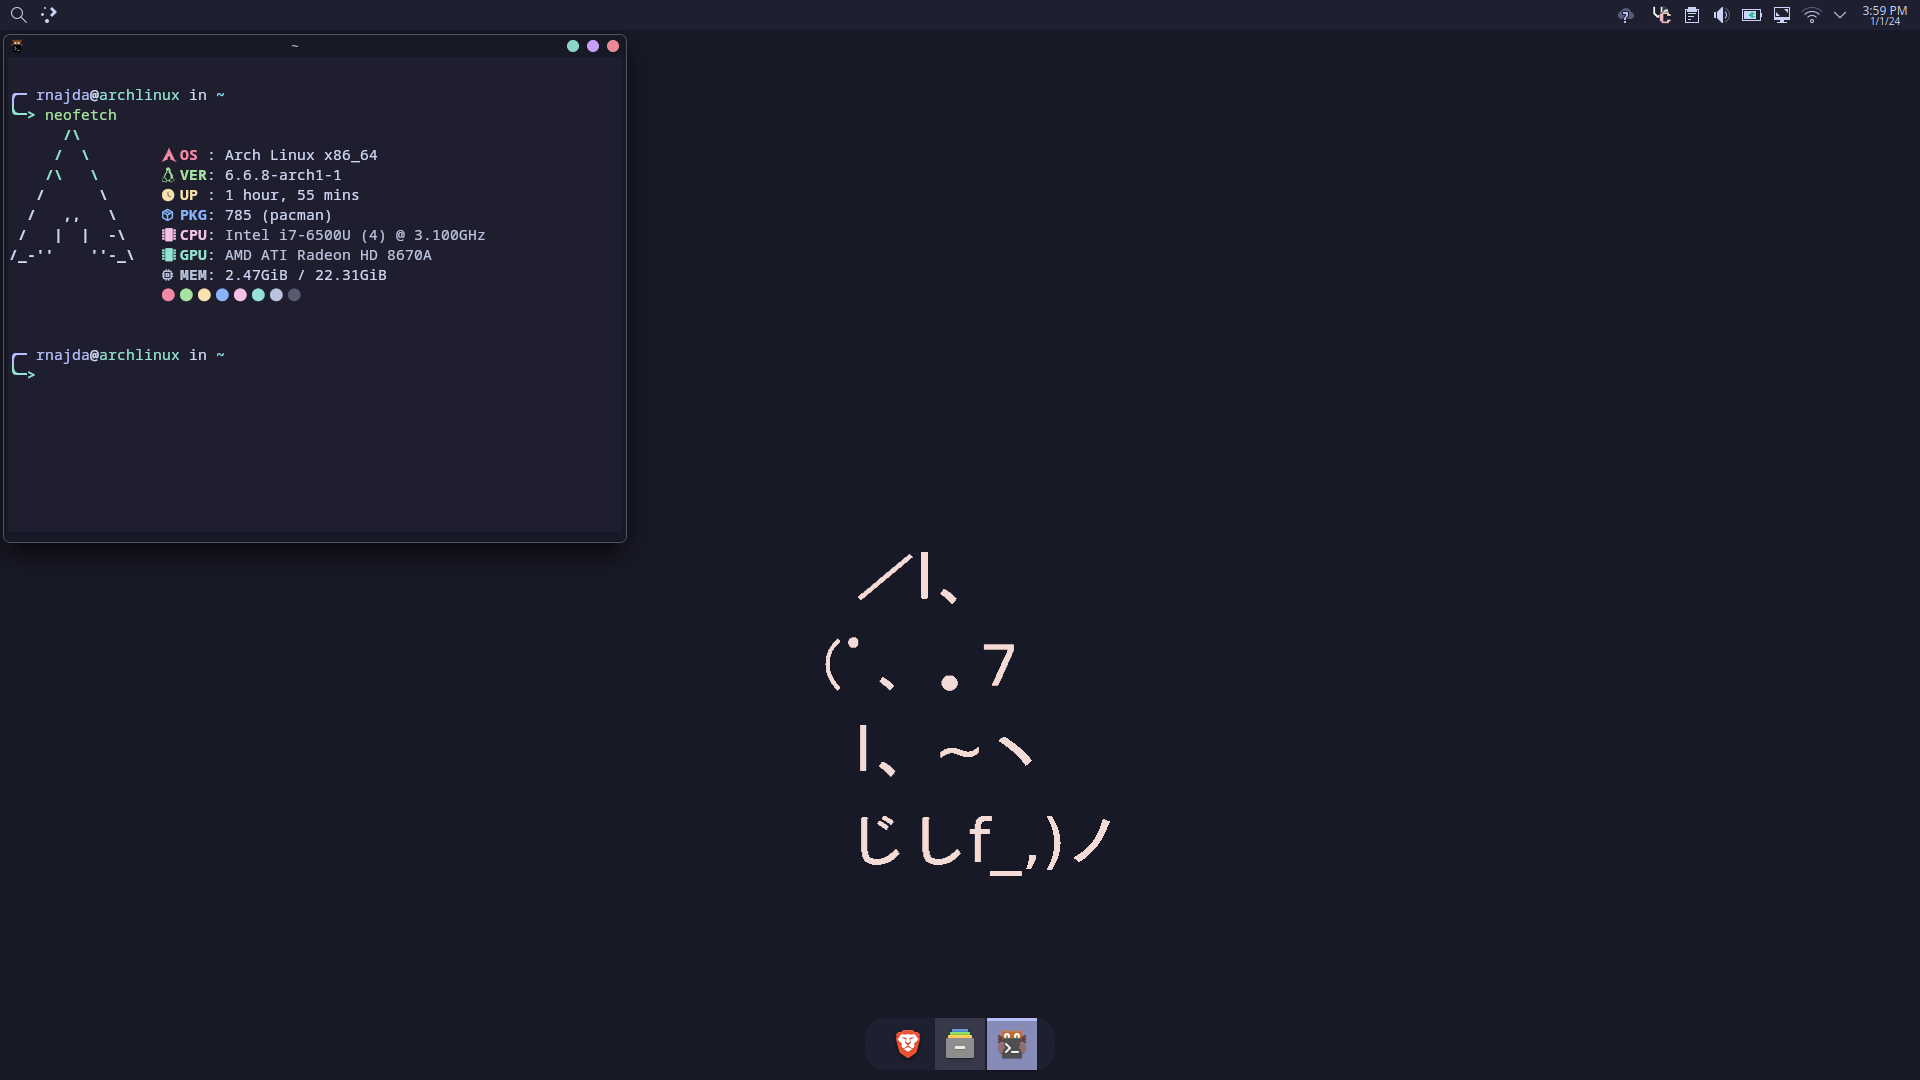 3:59 PM
1/1/24
~
rnajda@archlinux in ~
> neofetch
/\
/  \
/\   \
/      \
/   ,,   \
/   |  |  -\
/_-''    ''-_\
OS : Arch Linux x86_64
VER: 6.6.8-arch1-1
UP : 1 hour, 55 mins
PKG: 785 (pacman)
CPU: Intel i7-6500U (4) @ 3.100GHz
GPU: AMD ATI Radeon HD 8670A
MEM: 2.47GiB / 22.31GiB
rnajda@archlinux in ~
>
／l、
(ﾟ､ 。7
l、~ヽ
じしf_,)ノ